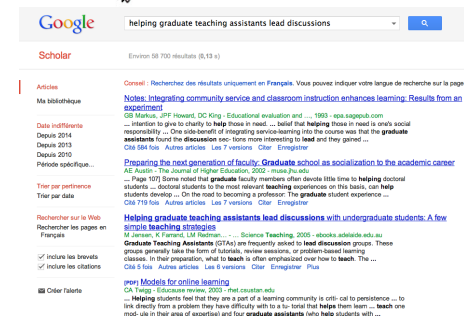 Google
helping graduate teaching assistants lead discussions
Scholar
Environ 58 700 résultats (0,13 s)
Articles
Ma bibliothèque
Date indifférente
Depuis 2014
Depuis 2013
Depuis 2010
Période spécifique...
Trier par pertinence
Trier par date
Rechercher sur le Web
Rechercher les pages en
Français
inclure les brevets
inclure les citations
Créer l'alerte
Conseil : Recherchez des résultats uniquement en Français. Vous pouvez indiquer votre langue de recherche sur la page
Notes: Integrating community service and classroom instruction enhances learning: Results from an
experiment
GB Markus, JPF Howard, DC King - Educational evaluation and ..., 1993 - epa.sagepub.com
... intention to give to charity to help those in need. ... belief that helping those in need is one's social
responsibility ... One side-benefit of integrating service-learning into the course was that the graduate
assistants found the discussion sec- tions more interesting to lead and they gained ...
Cité 584 fois Autres articles Les 7 versions Citer Enregistrer
Preparing the next generation of faculty: Graduate school as socialization to the academic career
AE Austin - The Journal of Higher Education, 2002 - muse.jhu.edu
... Page 107] Some noted that graduate faculty members often devote little time to helping doctoral
students ... doctoral students to the most relevant teaching experiences on this basis, can help
students develop ... On the road to becoming a professor: The graduate student experience ...
Cité 719 fois Autres articles Les 7 versions Citer Enregistrer
Helping graduate teaching assistants lead discussions with undergraduate students: A few
simple teaching strategies
M Jensen, K Farrand, LM Redman... - ... Science Teaching, 2005 - ebooks.adelaide.edu.au
Graduate Teaching Assistants (GTAs) are frequently asked to lead discussion groups. These
groups generally take the form of tutorials, review sessions, or problem-based learning
classes. In their preparation, what to teach is often emphasized over how to teach. The ...
Cité 5 fois Autres articles Les 6 versions Citer Enregistrer Plus
[PDF] Models for online learning
CA Twigg - Educause review, 2003 - net.cstudies.edu
... Helping students feel that they are a part of a learning community is criti- cal to persistence ... to
link directly from a problem they have difficulty with to a tu- torial that helps them learn ... teach one
mod- ule in their area of expertise) and four graduate assistants (who help students with ...